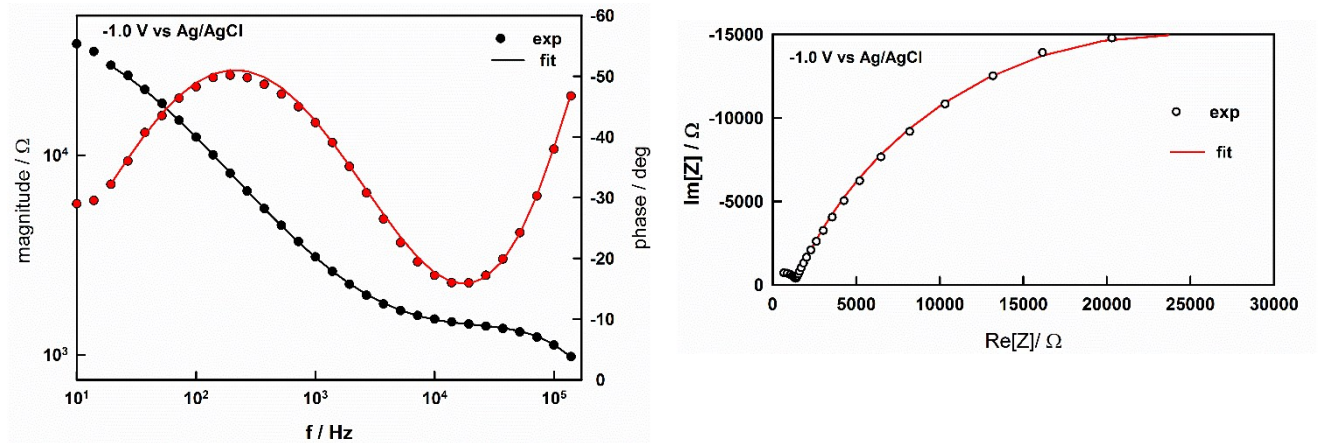 -1.0 V vs Ag/AgCl
exp
fit
magnitude / Ω
10⁴
10³
-60
-50
-40
-30
-20
-10
0
phase / deg
10¹ 10² 10³ 10⁴ 10⁵
f / Hz
-1.0 V vs Ag/AgCl
exp
fit
Im[Z] / Ω
-15000
-10000
-5000
0
0 5000 10000 15000 20000 25000 30000
Re[Z]/ Ω